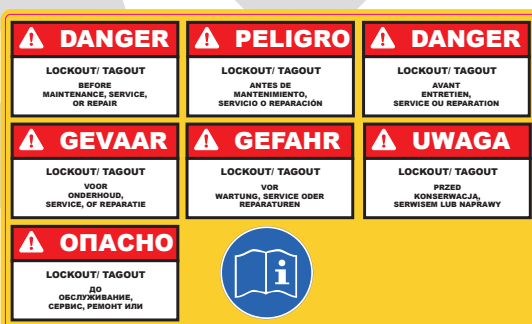 DANGER
LOCKOUT/ TAGOUT
BEFORE
MAINTENANCE, SERVICE,
OR REPAIR
PELIGRO
LOCKOUT/ TAGOUT
ANTES DE
MANTENIMIENTO,
SERVICIO O REPARACIÓN
DANGER
LOCKOUT/ TAGOUT
AVANT
ENTRETIEN,
SERVICE OU REPARATION
GEVAAR
LOCKOUT/ TAGOUT
VOOR
ONDERHOUD,
SERVICE, OF REPARATIE
GEFAHR
LOCKOUT/ TAGOUT
VOR
WARTUNG, SERVICE ODER
REPARATUREN
UWAGA
LOCKOUT/ TAGOUT
PRZED
KONSERWACJĄ,
SERWISEM LUB NAPRAWY
ОПАСНО
LOCKOUT/ TAGOUT
ДО
ОБСЛУЖИВАНИЕ,
СЕРВИС, РЕМОНТ ИЛИ